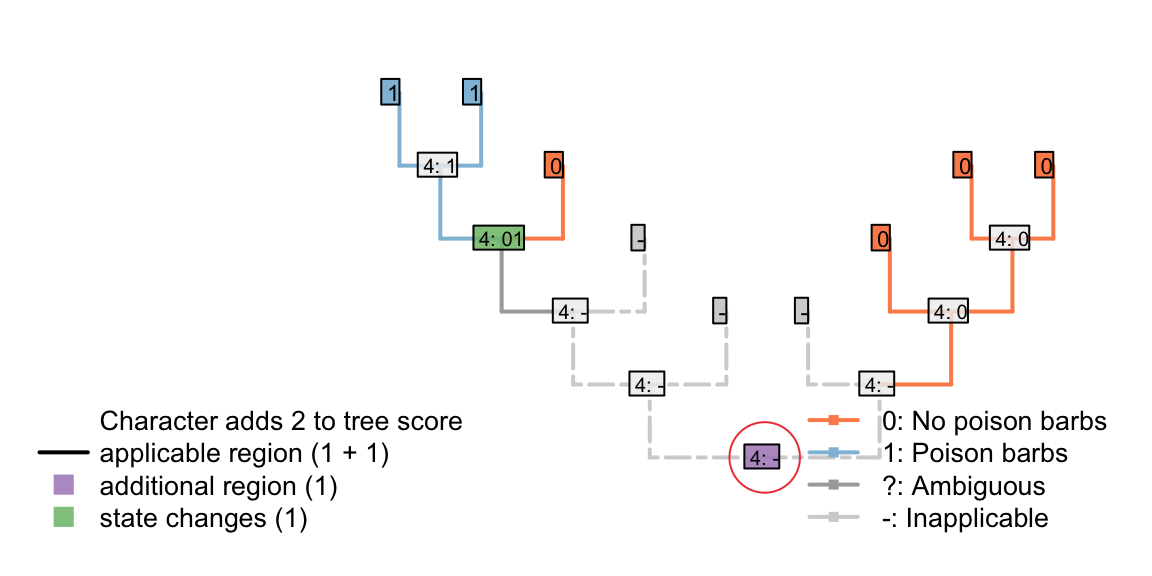 1 1
4: 1 0 0 0
4: 01 - 0 4: 0
4: - - - 4: 0
4: - 4: -
Character adds 2 to tree score
0: No poison barbs
applicable region (1 + 1)
4: -
1: Poison barbs
additional region (1)
?: Ambiguous
state changes (1)
-: Inapplicable